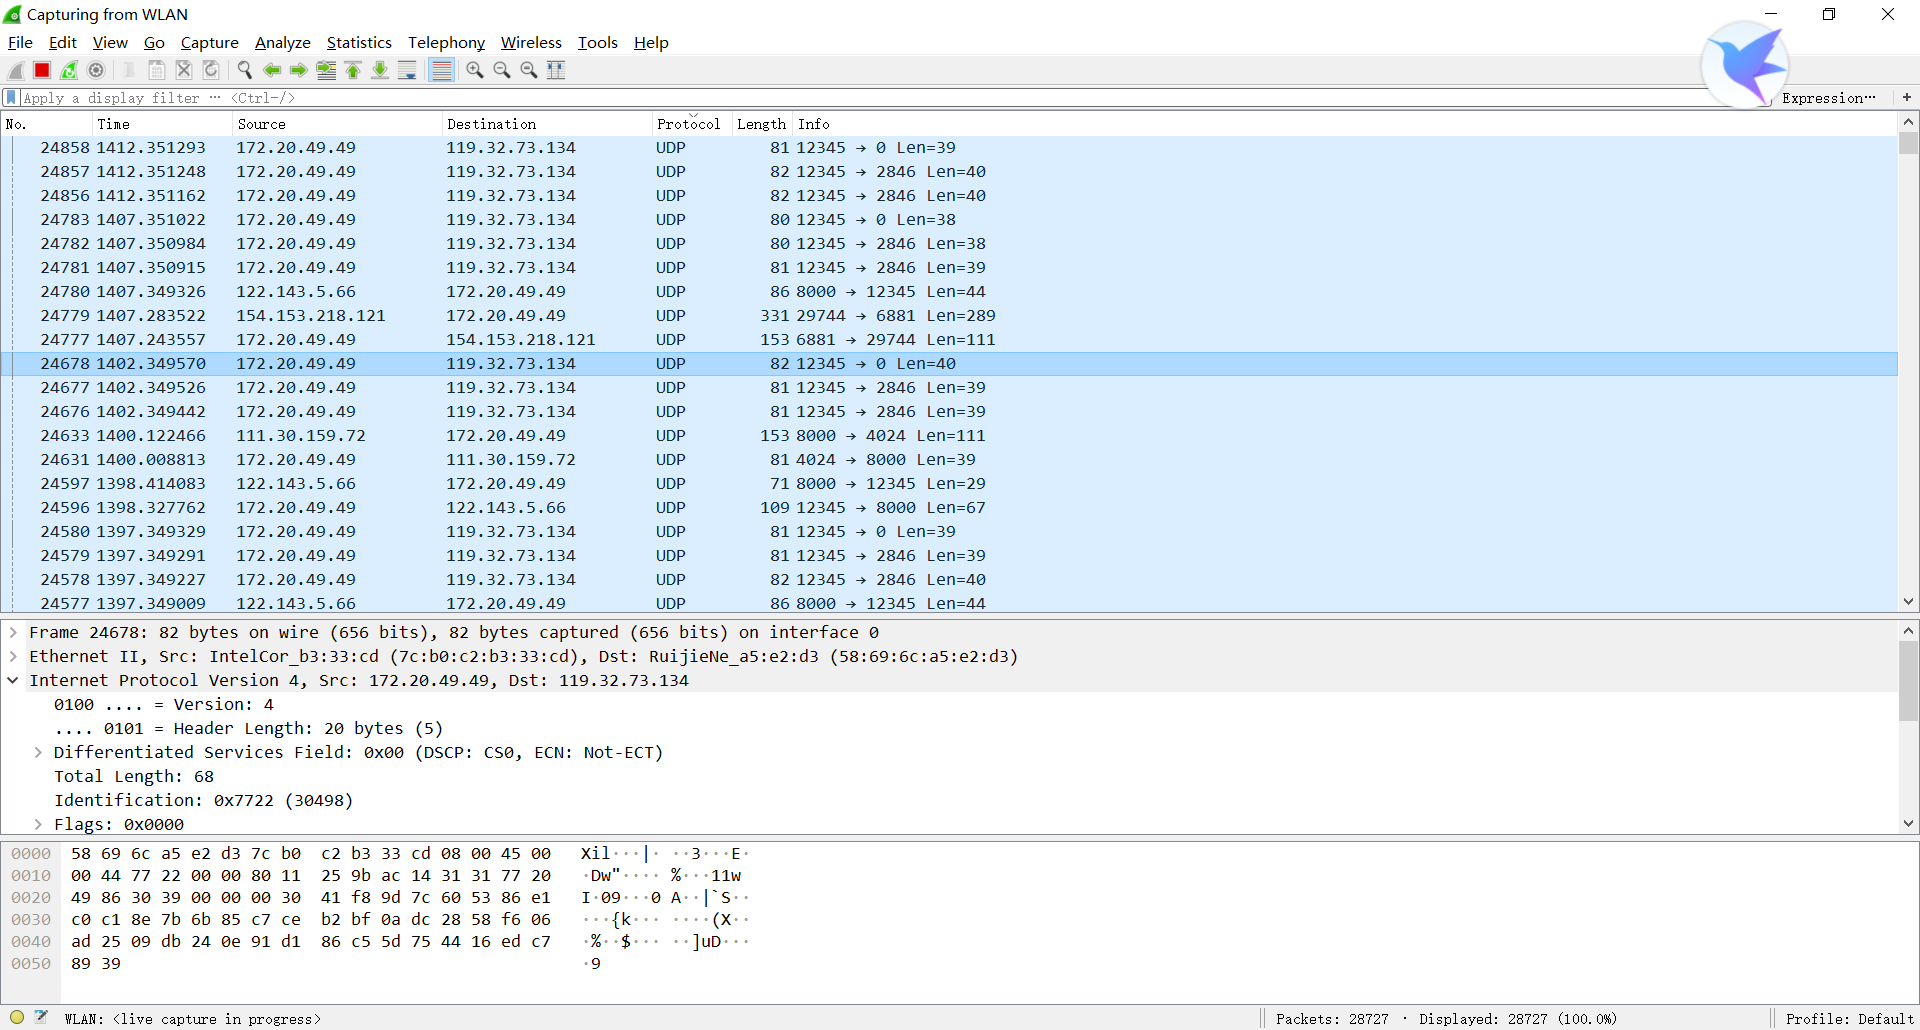 Capturing from WLAN
File Edit View Go Capture Analyze Statistics Telephony Wireless Tools Help
Apply a display filter ··· <Ctrl-/> Expression··· +
No. Time Source Destination Protocol Length Info
24858 1412.351293 172.20.49.49 119.32.73.134 UDP 81 12345 → 0 Len=39
24857 1412.351248 172.20.49.49 119.32.73.134 UDP 82 12345 → 2846 Len=40
24856 1412.351162 172.20.49.49 119.32.73.134 UDP 82 12345 → 2846 Len=40
24783 1407.351022 172.20.49.49 119.32.73.134 UDP 80 12345 → 0 Len=38
24782 1407.350984 172.20.49.49 119.32.73.134 UDP 80 12345 → 2846 Len=38
24781 1407.350915 172.20.49.49 119.32.73.134 UDP 81 12345 → 2846 Len=39
24780 1407.349326 122.143.5.66 172.20.49.49 UDP 86 8000 → 12345 Len=44
24779 1407.283522 154.153.218.121 172.20.49.49 UDP 331 29744 → 6881 Len=289
24777 1407.243557 172.20.49.49 154.153.218.121 UDP 153 6881 → 29744 Len=111
24678 1402.349570 172.20.49.49 119.32.73.134 UDP 82 12345 → 0 Len=40
24677 1402.349526 172.20.49.49 119.32.73.134 UDP 81 12345 → 2846 Len=39
24676 1402.349442 172.20.49.49 119.32.73.134 UDP 81 12345 → 2846 Len=39
24633 1400.122466 111.30.159.72 172.20.49.49 UDP 153 8000 → 4024 Len=111
24631 1400.008813 172.20.49.49 111.30.159.72 UDP 81 4024 → 8000 Len=39
24597 1398.414083 122.143.5.66 172.20.49.49 UDP 71 8000 → 12345 Len=29
24596 1398.327762 172.20.49.49 122.143.5.66 UDP 109 12345 → 8000 Len=67
24580 1397.349329 172.20.49.49 119.32.73.134 UDP 81 12345 → 0 Len=39
24579 1397.349291 172.20.49.49 119.32.73.134 UDP 81 12345 → 2846 Len=39
24578 1397.349227 172.20.49.49 119.32.73.134 UDP 82 12345 → 2846 Len=40
24577 1397.349009 122.143.5.66 172.20.49.49 UDP 86 8000 → 12345 Len=44
Frame 24678: 82 bytes on wire (656 bits), 82 bytes captured (656 bits) on interface 0
Ethernet II, Src: IntelCor_b3:33:cd (7c:b0:c2:b3:33:cd), Dst: RuijieNe_a5:e2:d3 (58:69:6c:a5:e2:d3)
Internet Protocol Version 4, Src: 172.20.49.49, Dst: 119.32.73.134
0100 .... = Version: 4
.... 0101 = Header Length: 20 bytes (5)
Differentiated Services Field: 0x00 (DSCP: CS0, ECN: Not-ECT)
Total Length: 68
Identification: 0x7722 (30498)
Flags: 0x0000
0000 58 69 6c a5 e2 d3 7c b0 c2 b3 33 cd 08 00 45 00 Xil···|· ··3···E·
0010 00 44 77 22 00 00 80 11 25 9b ac 14 31 31 77 20 ·Dw"···· %···11w
0020 49 86 30 39 00 00 00 30 41 f8 9d 7c 60 53 86 e1 I·09···0 A··|`S··
0030 c0 c1 8e 7b 6b 85 c7 ce b2 bf 0a dc 28 58 f6 06 ···{k··· ····(X··
0040 ad 25 09 db 24 0e 91 d1 86 c5 5d 75 44 16 ed c7 ·%··$··· ··]uD···
0050 89 39 ·9
WLAN: <live capture in progress> Packets: 28727 · Displayed: 28727 (100.0%) Profile: Default